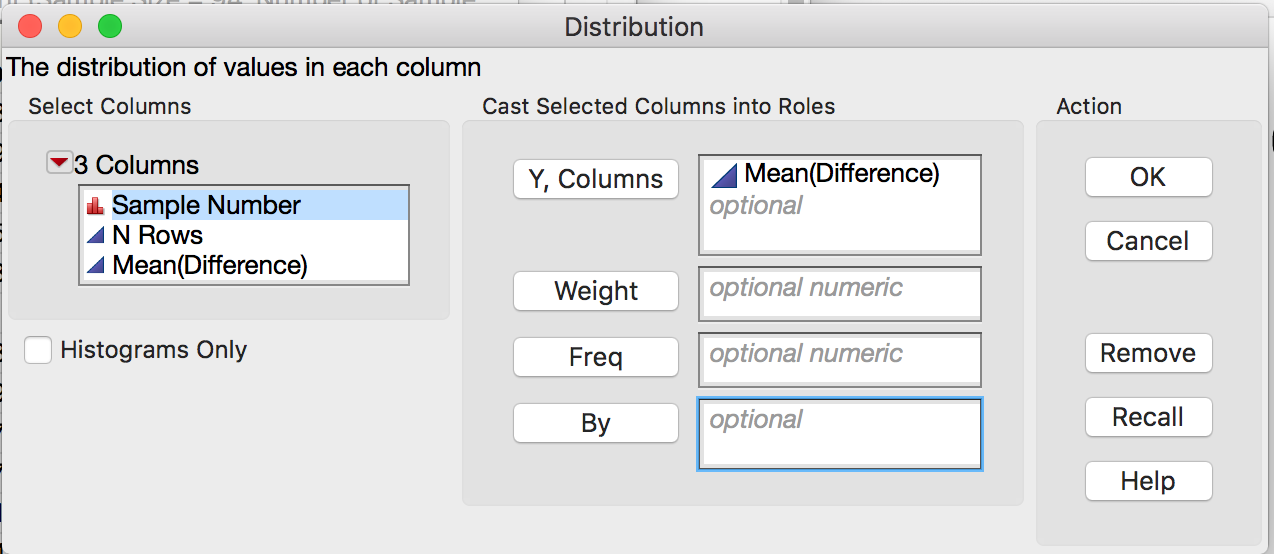 Distribution
The distribution of values in each column
Select Columns
3 Columns
Sample Number
N Rows
Mean(Difference)
Histograms Only
Cast Selected Columns into Roles
Y, Columns
Mean(Difference)
optional
Weight
optional numeric
Freq
optional numeric
By
optional
Action
OK
Cancel
Remove
Recall
Help